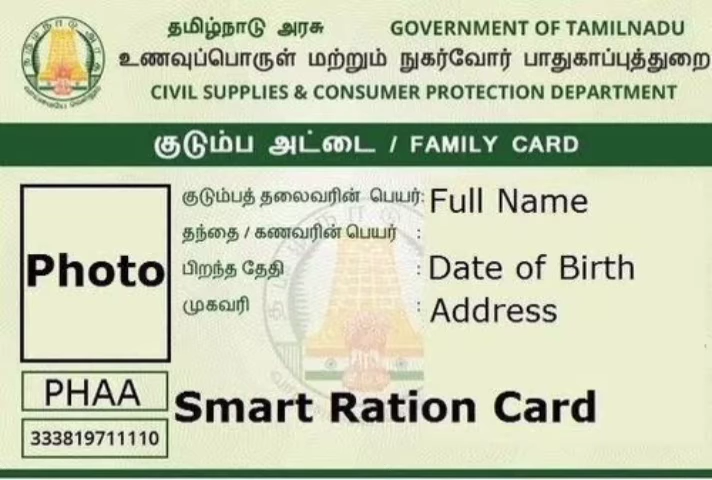 தமிழ்நாடு அரசு GOVERNMENT OF TAMILNADU
உணவுப்பொருள் மற்றும் நுகர்வோர் பாதுகாப்புத்துறை
CIVIL SUPPLIES & CONSUMER PROTECTION DEPARTMENT
குடும்ப அட்டை / FAMILY CARD
குடும்பத் தலைவரின் பெயர்: Full Name
தந்தை / கணவரின் பெயர் :
Photo
பிறந்த தேதி : Date of Birth
முகவரி : Address
PHAA
Smart Ration Card
333819711110